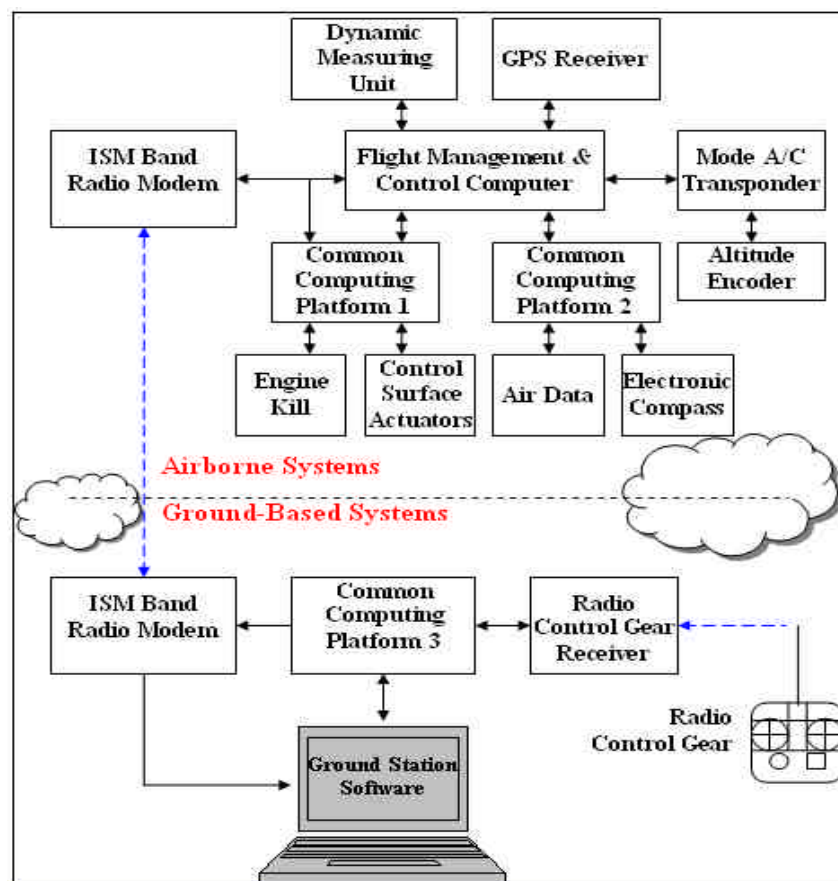 Dynamic
Measuring
Unit
GPS Receiver
ISM Band
Radio Modem
Flight Management &
Control Computer
Mode A/C
Transponder
Common
Computing
Platform 1
Common
Computing
Platform 2
Altitude
Encoder
Engine
Kill
Control
Surface
Actuators
Air Data
Electronic
Compass
Airborne Systems
Ground-Based Systems
ISM Band
Radio Modem
Common
Computing
Platform 3
Radio
Control Gear
Receiver
Radio
Control Gear
Ground Station
Software